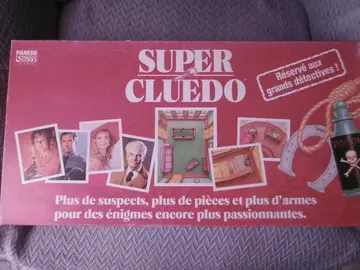 PARKER
SUPER
CLUEDO
Réservé aux
grands détectives !
Plus de suspects, plus de pièces et plus d'armes
pour des énigmes encore plus passionnantes.